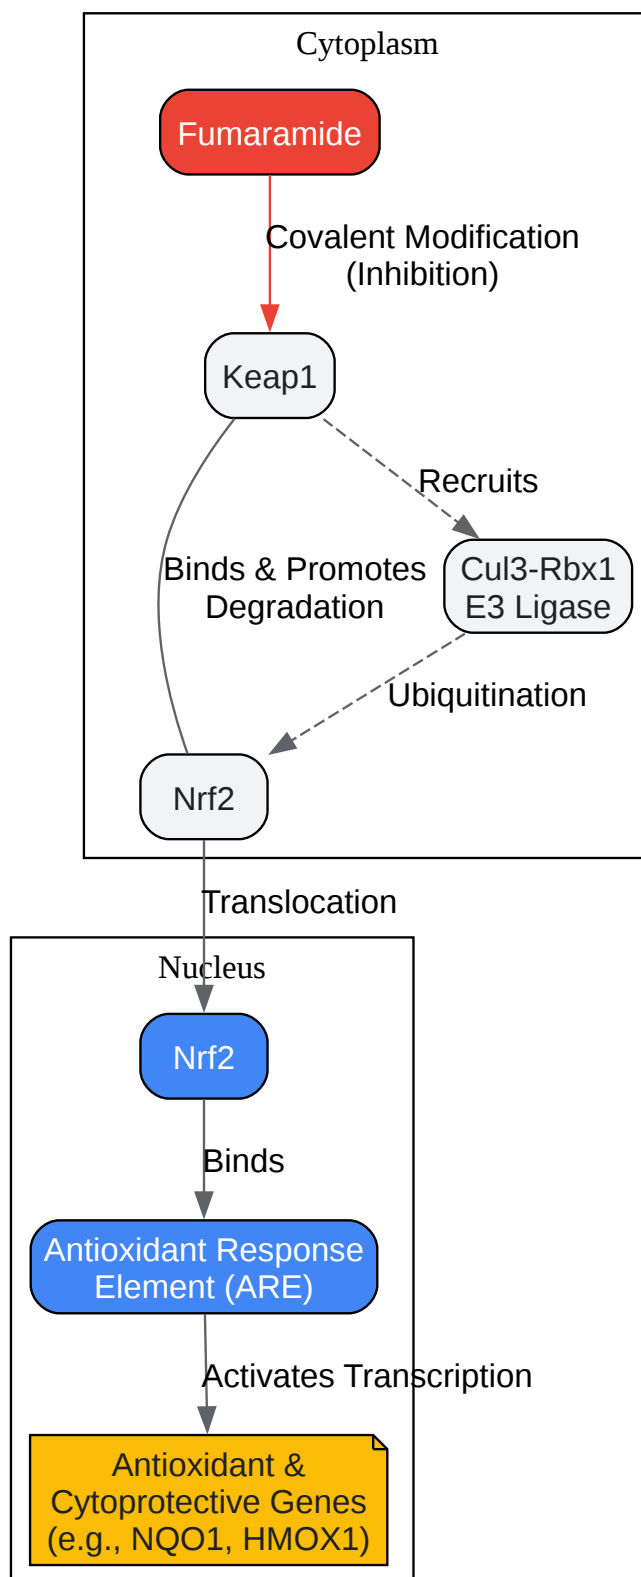 Cytoplasm
Fumaramide
Covalent Modification
(Inhibition)
Keap1
Recruits
Binds & Promotes
Degradation
Cul3-Rbx1
E3 Ligase
Ubiquitination
Nrf2
Translocation
Nucleus
Nrf2
Binds
Antioxidant Response
Element (ARE)
Activates Transcription
Antioxidant &
Cytoprotective Genes
(e.g., NQO1, HMOX1)